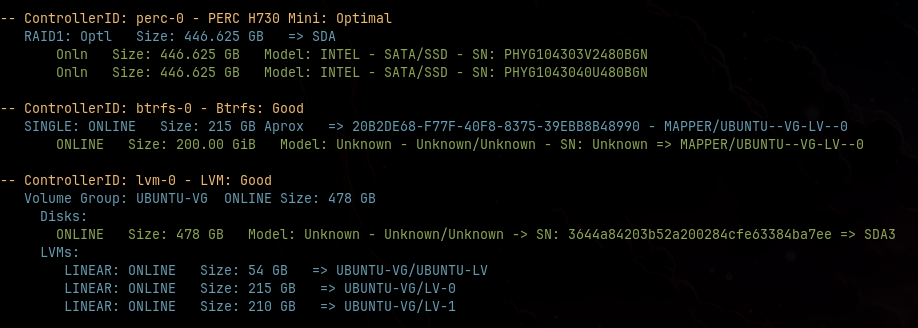 -- ControllerID: perc-0 - PERC H730 Mini: Optimal
RAID1: Optl   Size: 446.625 GB   => SDA
Onln   Size: 446.625 GB   Model: INTEL - SATA/SSD - SN: PHYG104303V2480BGN
Onln   Size: 446.625 GB   Model: INTEL - SATA/SSD - SN: PHYG1043040U480BGN
-- ControllerID: btrfs-0 - Btrfs: Good
SINGLE: ONLINE   Size: 215 GB Aprox   => 20B2DE68-F77F-40F8-8375-39EBB8B48990 - MAPPER/UBUNTU--VG-LV--0
ONLINE   Size: 200.00 GiB   Model: Unknown - Unknown/Unknown - SN: Unknown => MAPPER/UBUNTU--VG-LV--0
-- ControllerID: lvm-0 - LVM: Good
Volume Group: UBUNTU-VG  ONLINE Size: 478 GB
Disks:
ONLINE   Size: 478 GB   Model: Unknown - Unknown/Unknown -> SN: 3644a84203b52a200284cfe63384ba7ee => SDA3
LVMs:
LINEAR: ONLINE   Size: 54 GB   => UBUNTU-VG/UBUNTU-LV
LINEAR: ONLINE   Size: 215 GB   => UBUNTU-VG/LV-0
LINEAR: ONLINE   Size: 210 GB   => UBUNTU-VG/LV-1